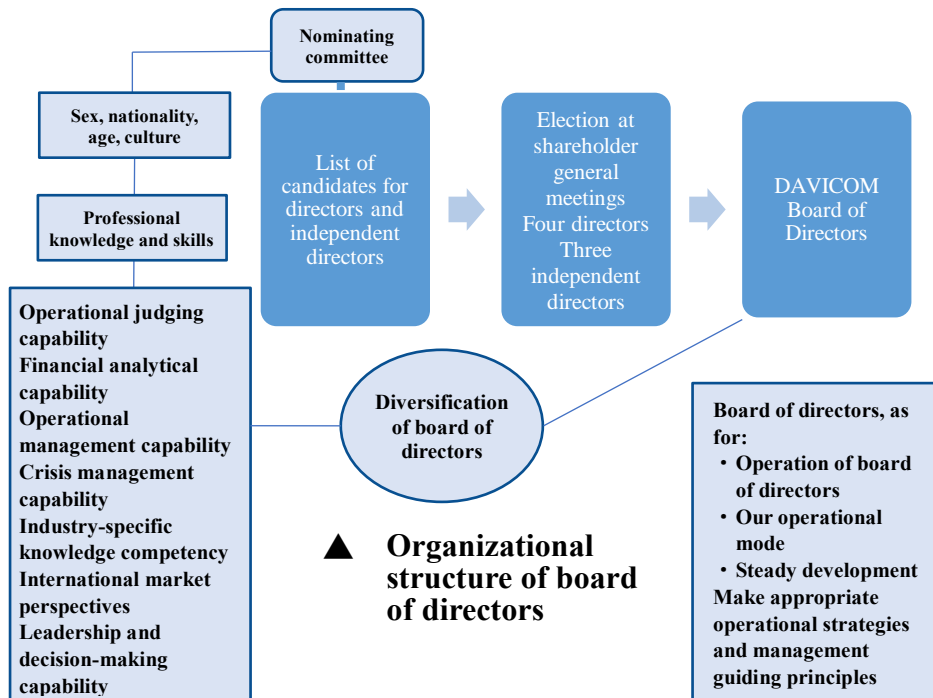 Nominating
committee
Sex, nationality,
age, culture
Professional
knowledge and skills
List of
candidates for
directors and
independent
directors
Election at
shareholder
general
meetings
Four directors
Three
independent
directors
DAVICOM
Board of
Directors
Operational judging
capability
Financial analytical
capability
Operational
management capability
Crisis management
capability
Industry-specific
knowledge competency
International market
perspectives
Leadership and
decision-making
capability
Diversification
of board of
directors
▲ Organizational
structure of board
of directors
Board of directors, as
for:
・Operation of board
of directors
・Our operational
mode
・Steady development
Make appropriate
operational strategies
and management
guiding principles